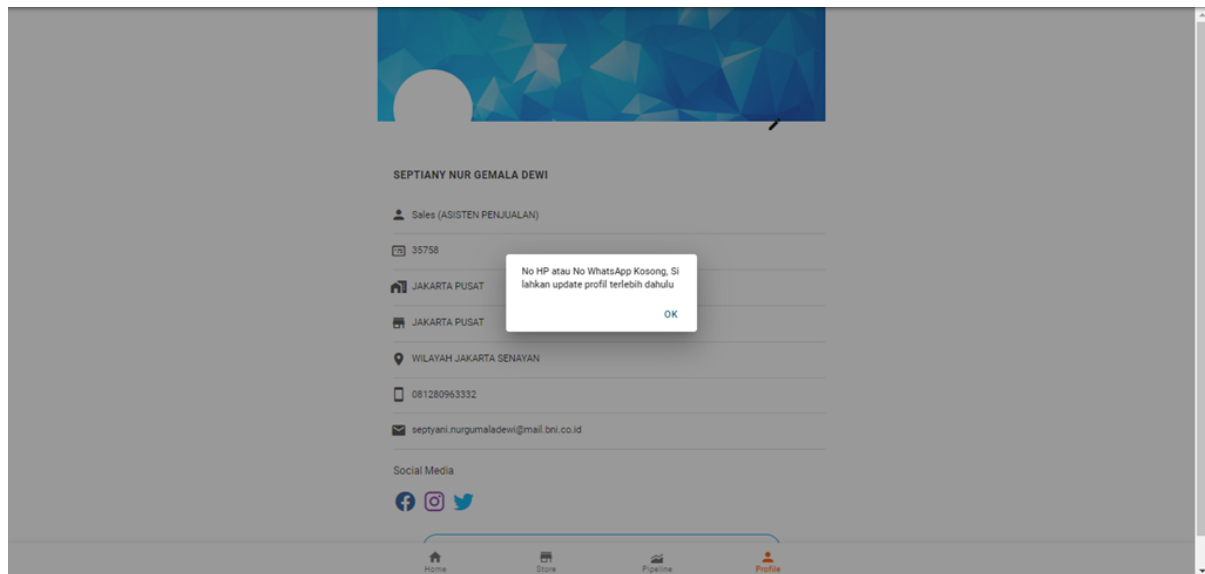 SEPTIANY NUR GEMALA DEWI
Sales (ASISTEN PENJUALAN)
35758
JAKARTA PUSAT
JAKARTA PUSAT
WILAYAH JAKARTA SENAYAN
081280963332
septyani.nurgumaladewi@mail.bni.co.id
Social Media
No HP atau No WhatsApp Kosong, Si
lahkan update profil terlebih dahulu
OK
Home Store Pipeline Profile